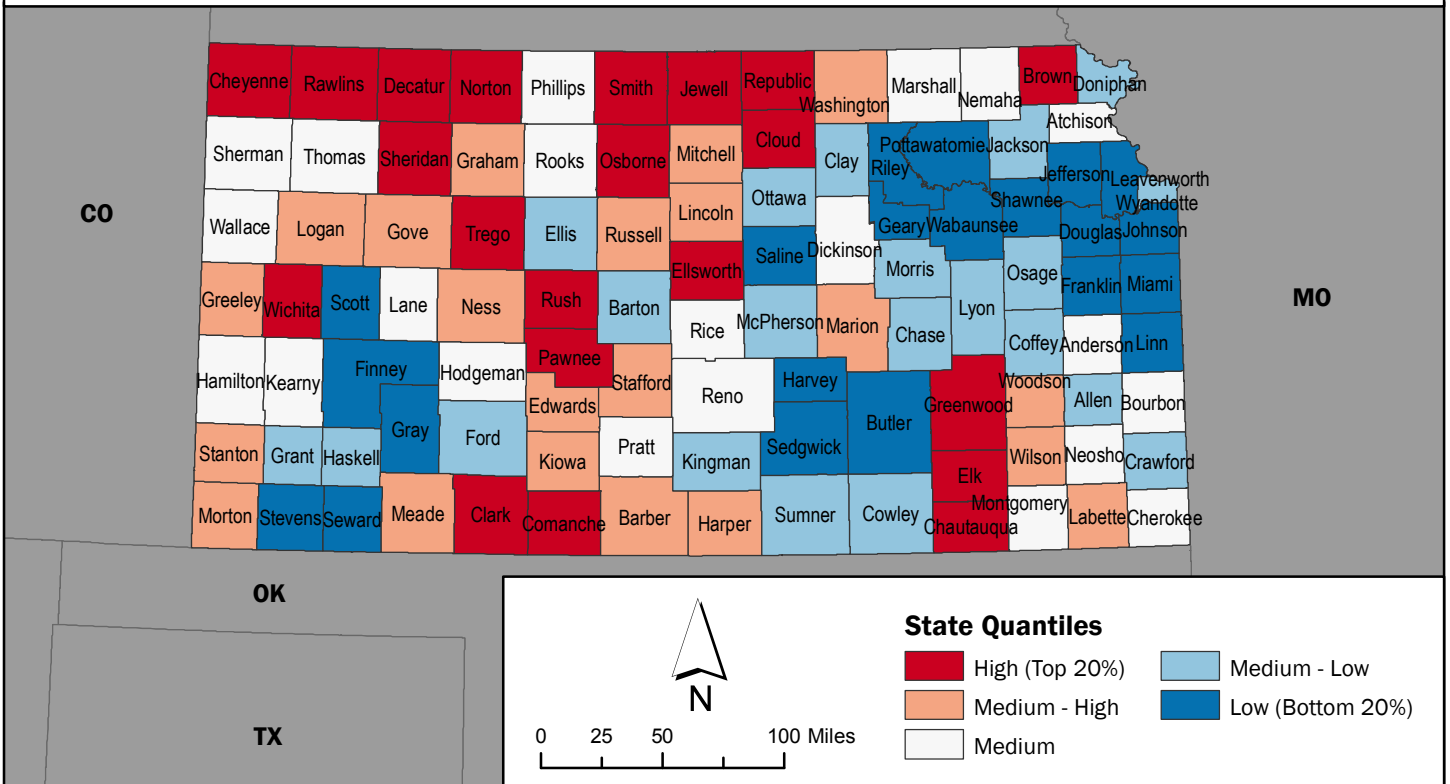 Cheyenne Rawlins Decatur Norton Phillips Smith Jewell Republic Washington Marshall Nemaha Brown Doniphan
Atchison
Sherman Thomas Sheridan Graham Rooks Osborne Mitchell Cloud Clay Riley Pottawatomie Jackson Jefferson Leavenworth
Wyandotte
Ottawa Shawnee
Wallace Logan Gove Trego Ellis Russell Lincoln Geary Wabaunsee Douglas Johnson
CO
Saline Dickinson
Ellsworth Morris Osage Franklin Miami
MO
Greeley Wichita Scott Lane Ness Rush Barton Rice McPherson Marion Chase Lyon Coffey Anderson Linn
Pawnee
Hamilton Kearny Finney Hodgeman Edwards Stafford Reno Harvey Butler Greenwood Woodson Allen Bourbon
Gray Ford Pratt Sedgwick
Stanton Grant Haskell Kiowa Kingman Elk Wilson Neosho Crawford
Morton Stevens Seward Meade Clark Comanche Barber Harper Sumner Cowley Chautauqua Montgomery Labette Cherokee
OK
TX
N
0 25 50 100 Miles
State Quantiles
High (Top 20%)
Medium - High
Medium
Medium - Low
Low (Bottom 20%)